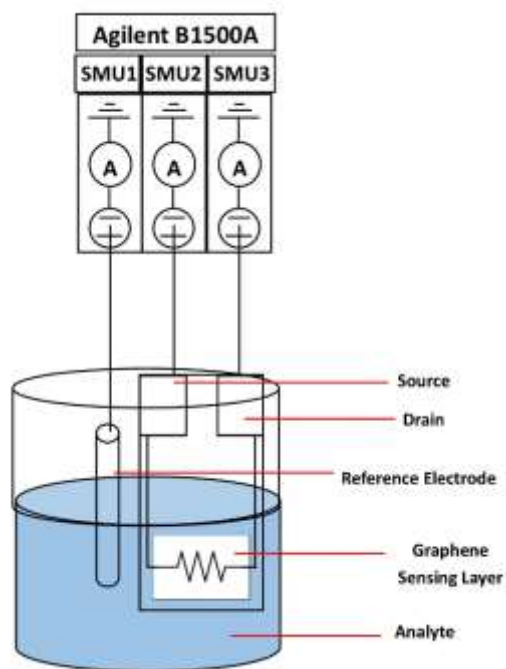 Agilent B1500A
SMU1 SMU2 SMU3
A A A
Source
Drain
Reference Electrode
Graphene
Sensing Layer
Analyte